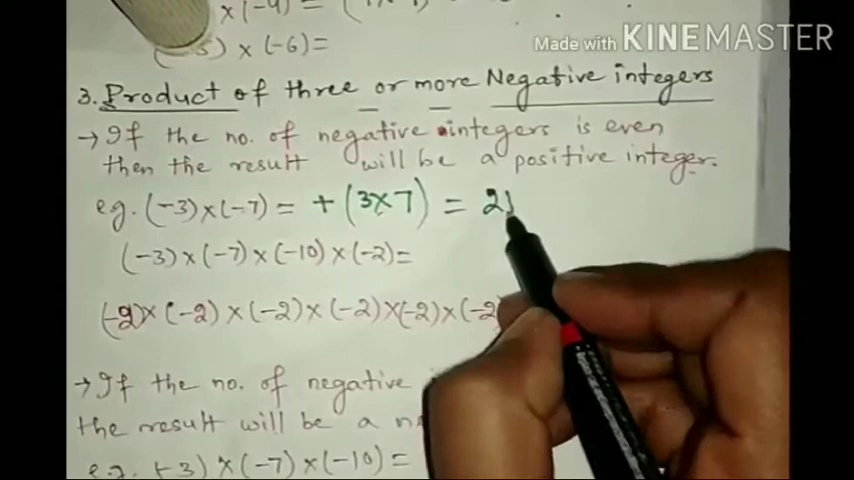 ×(-4) =
Made with KINEMASTER
× (-6) =
3. Product of three or more Negative integers
→ If the no. of negative integers is even
then the result will be a positive integer.
e.g. (-3)×(-7) = +(3×7) = 21
(-3)×(-7)×(-10)×(-2)=
(-2)×(-2)×(-2)×(-2)×(-2)×(-2
→ If the no. of negative
the result will be a
e.g. (-3)×(-7)×(-10)=